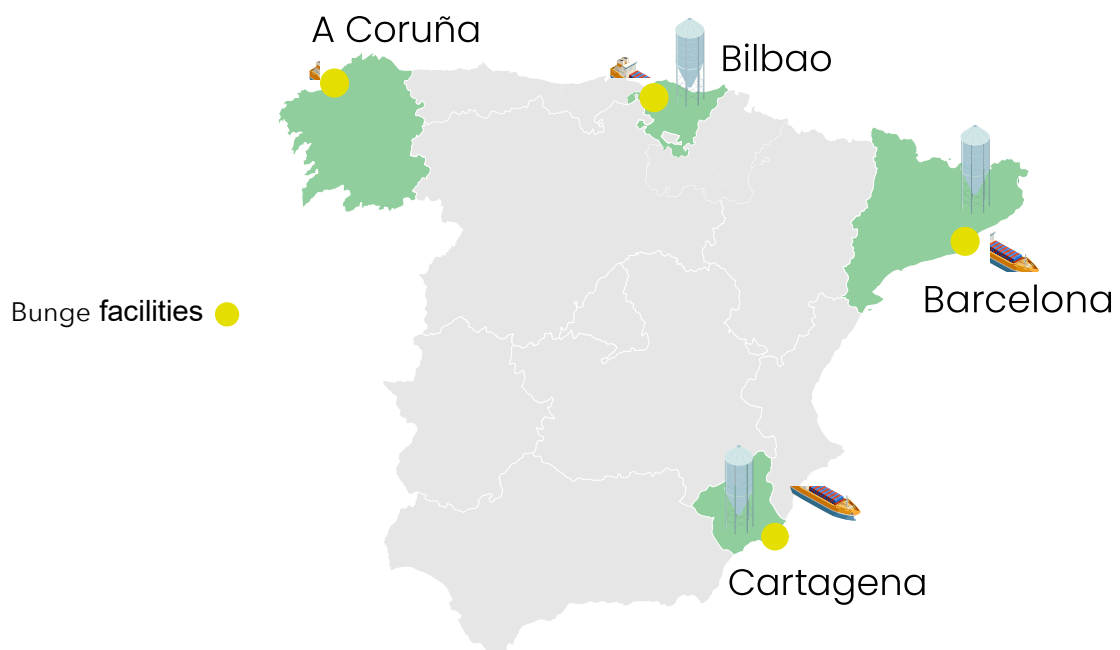 A Coruña
Bilbao
Barcelona
Bunge facilities
Cartagena